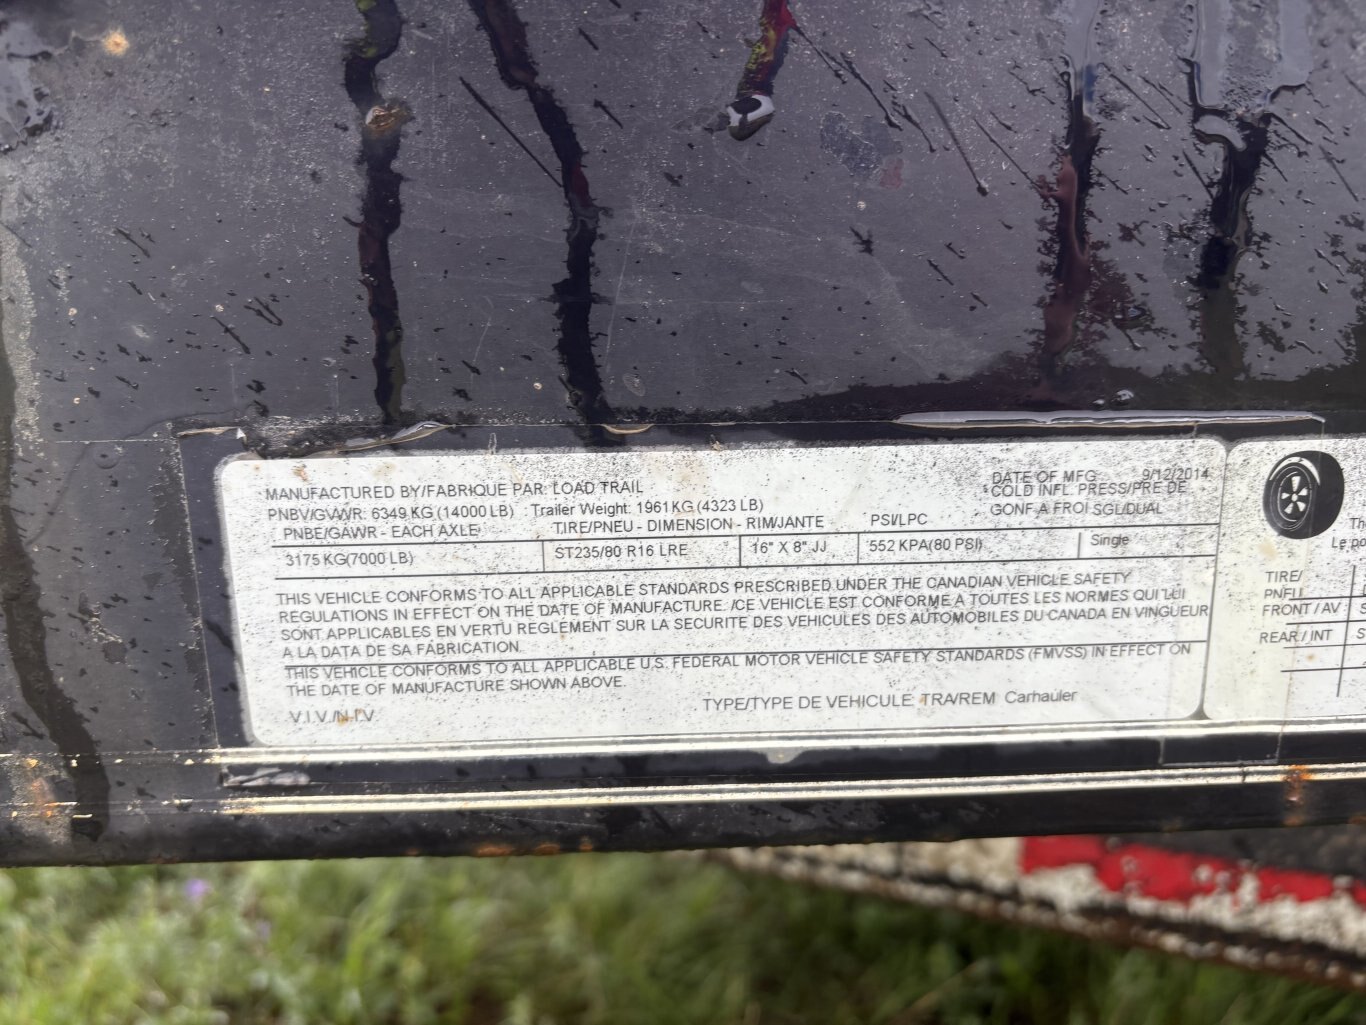 MANUFACTURED BY/FABRIQUE PAR: LOAD TRAIL
DATE OF MFG 9/12/2014
PNBV/GVWR: 6349 KG (14000 LB) Trailer Weight: 1961 KG (4323 LB)
COLD INFL. PRESS/PRE DE
PNBE/GAWR - EACH AXLE TIRE/PNEU - DIMENSION - RIM/JANTE PSI/LPC
GONF A FROI SGL/DUAL
3175 KG(7000 LB) ST235/80 R16 LRE 16" X 8" JJ 552 KPA(80 PSI) Single
THIS VEHICLE CONFORMS TO ALL APPLICABLE STANDARDS PRESCRIBED UNDER THE CANADIAN VEHICLE SAFETY
REGULATIONS IN EFFECT ON THE DATE OF MANUFACTURE. /CE VEHICLE EST CONFORME A TOUTES LES NORMES QUI LUI
SONT APPLICABLES EN VERTU REGLEMENT SUR LA SECURITE DES VEHICULES DES AUTOMOBILES DU CANADA EN VINGUEUR
A LA DATA DE SA FABRICATION.
THIS VEHICLE CONFORMS TO ALL APPLICABLE U.S. FEDERAL MOTOR VEHICLE SAFETY STANDARDS (FMVSS) IN EFFECT ON
THE DATE OF MANUFACTURE SHOWN ABOVE.
V.I.V./N.I.V. TYPE/TYPE DE VEHICULE: TRA/REM Carhauler
Le
TIRE/
PNEU
FRONT / AV
REAR / INT